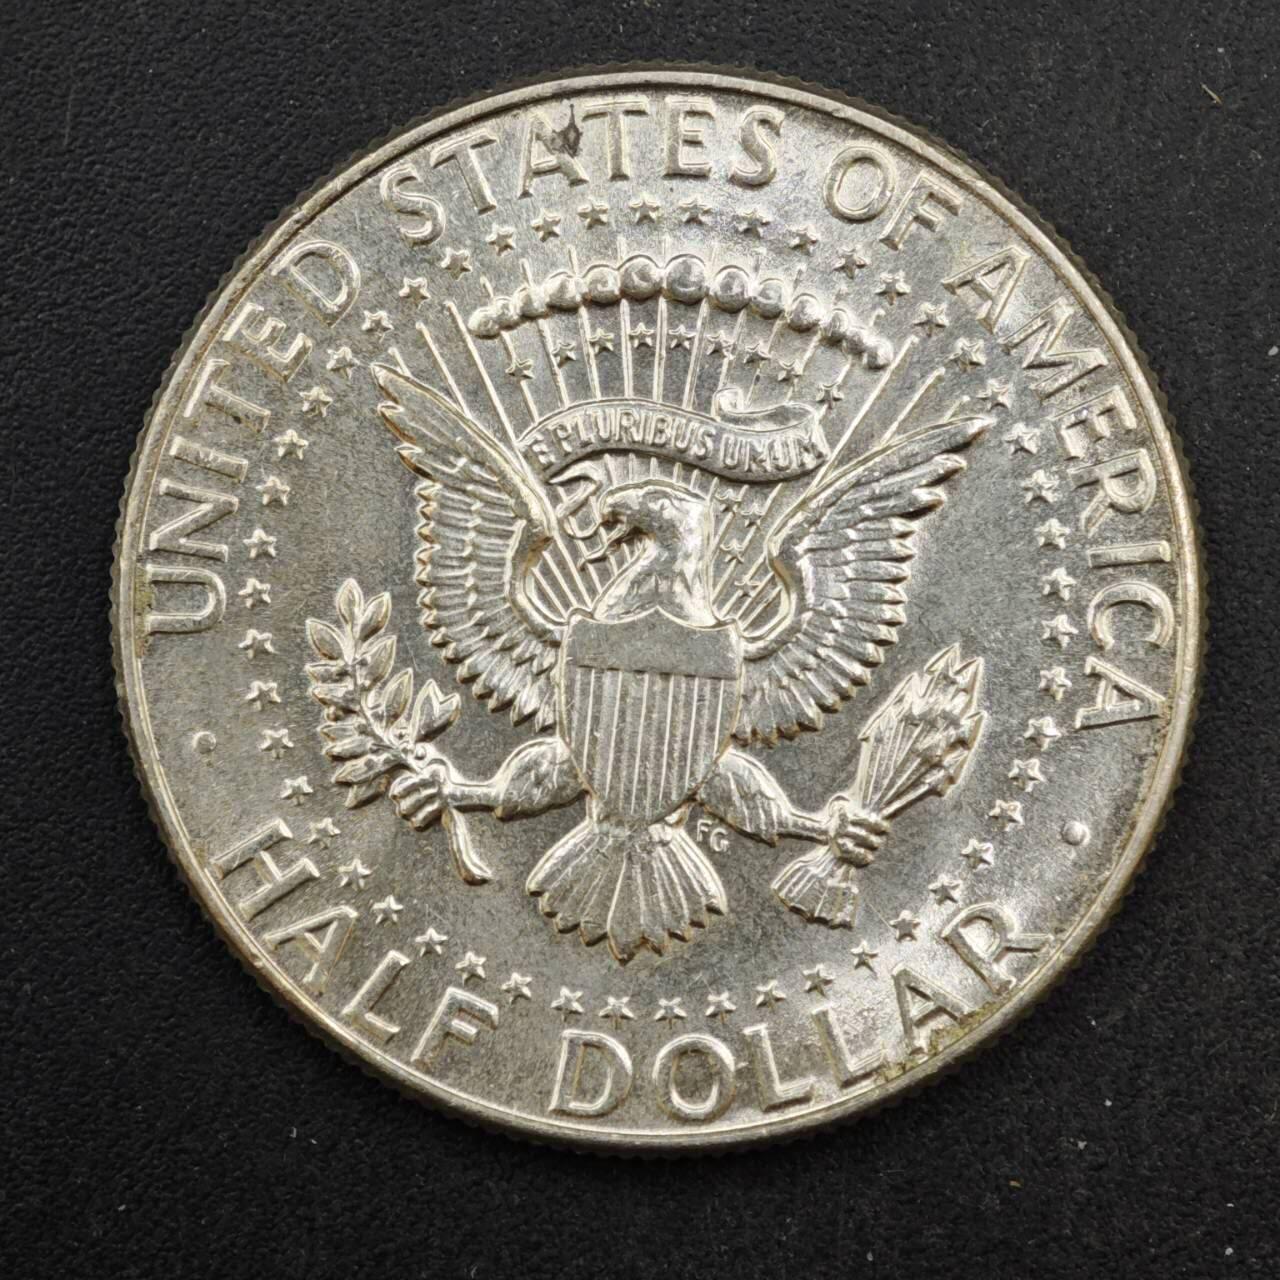 UNITED STATES OF AMERICA
E PLURIBUS UNUM
FG
HALF DOLLAR